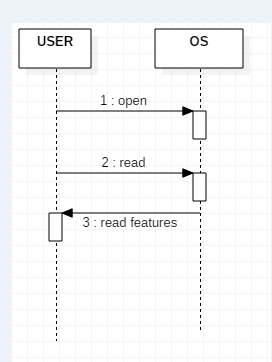 USER
OS
1 : open
2 : read
3 : read features